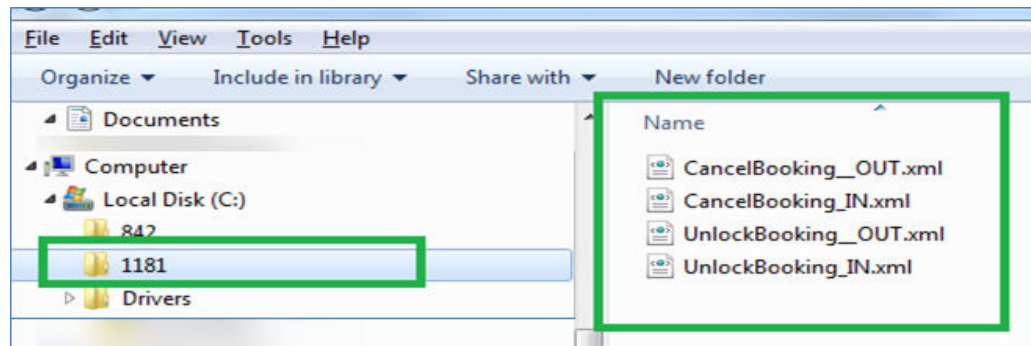 File Edit View Tools Help
Organize Include in library Share with New folder
Documents
Computer
Local Disk (C:)
842
1181
Drivers
Name
CancelBooking__OUT.xml
CancelBooking_IN.xml
UnlockBooking__OUT.xml
UnlockBooking_IN.xml